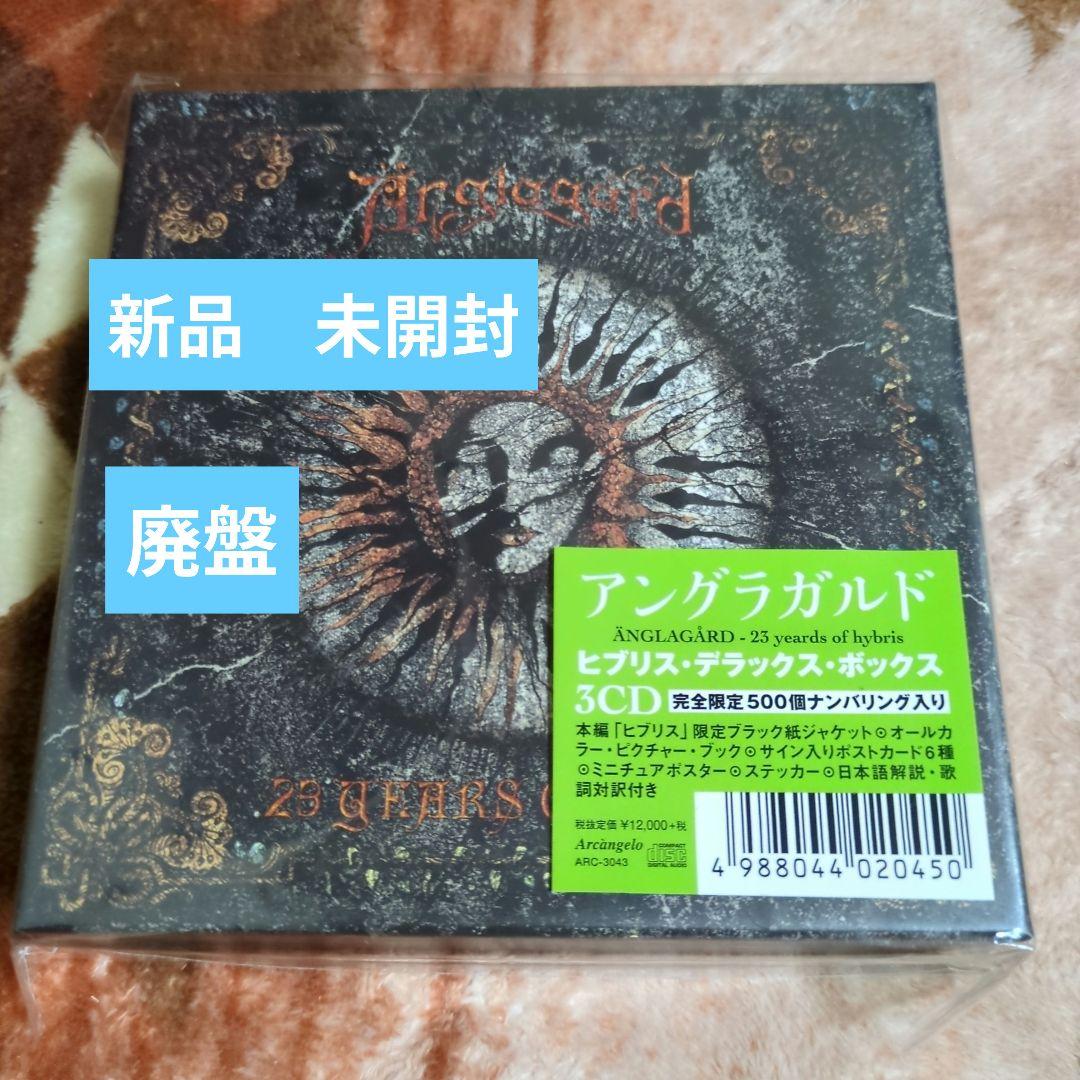 Änglagård
新品　未開封
廃盤
アングラガルド
ÄNGLAGÅRD - 23 yeards of hybris
ヒブリス・デラックス・ボックス
3CD 完全限定500個ナンバリング入り
本編「ヒブリス」限定ブラック紙ジャケット⊙オールカ
ラー・ピクチャー・ブック⊙サイン入りポストカード6種
⊙ミニチュアポスター⊙ステッカー⊙日本語解説・歌
詞対訳付き
23 YEARS
税抜定価 ¥12,000+税
Arcàngelo
ARC-3043
COMPACT
disc
DIGITAL AUDIO
4 988044 020450